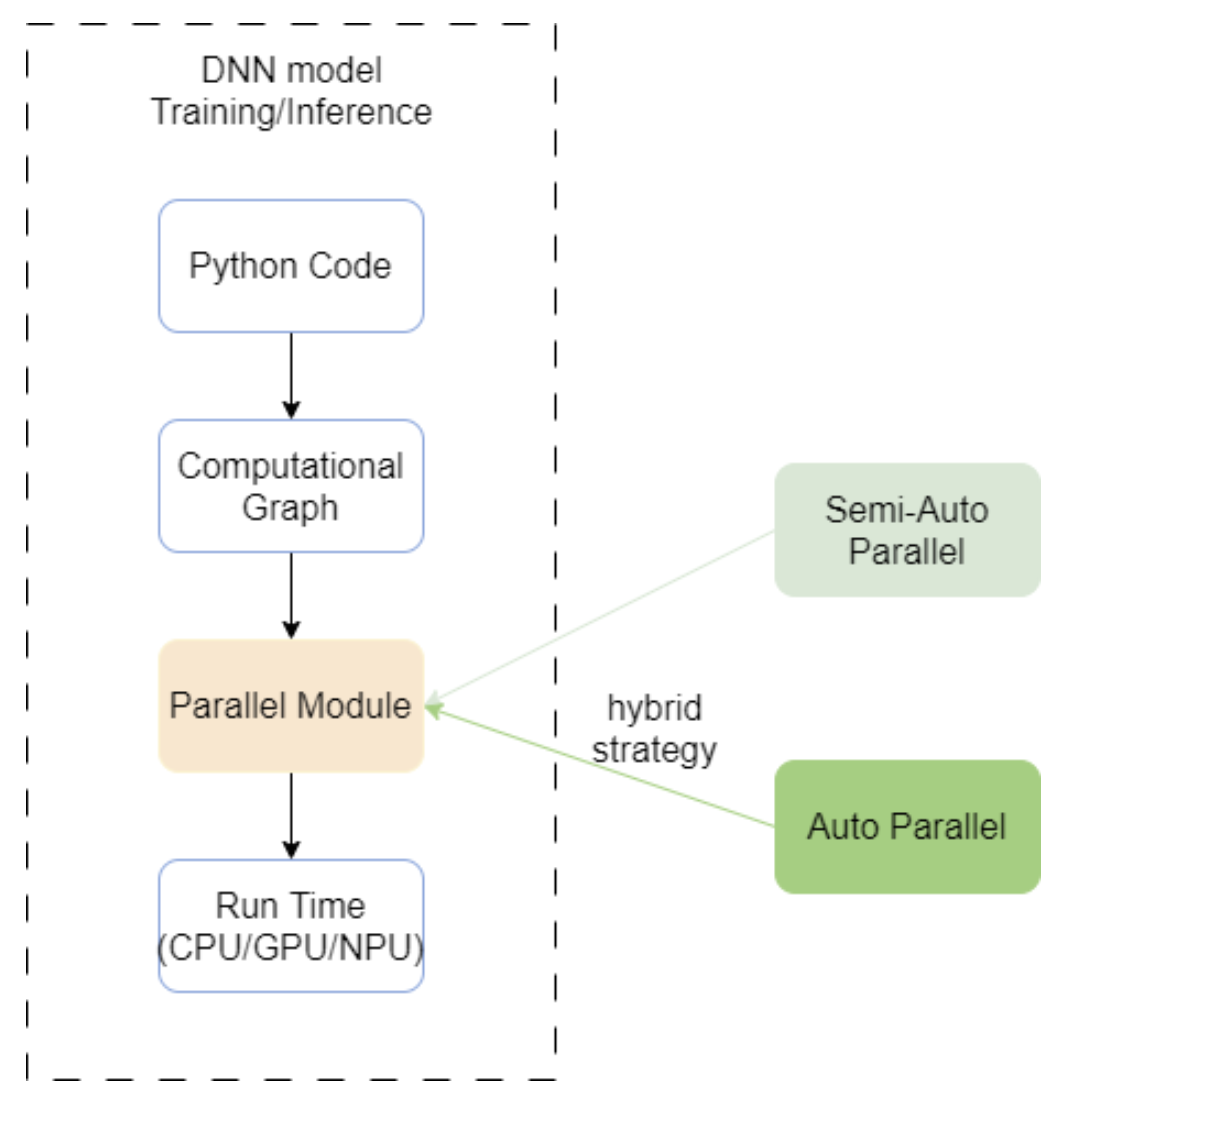 DNN model
Training/Inference
Python Code
Computational
Graph
Semi-Auto
Parallel
Parallel Module
hybrid
strategy
Auto Parallel
Run Time
(CPU/GPU/NPU)